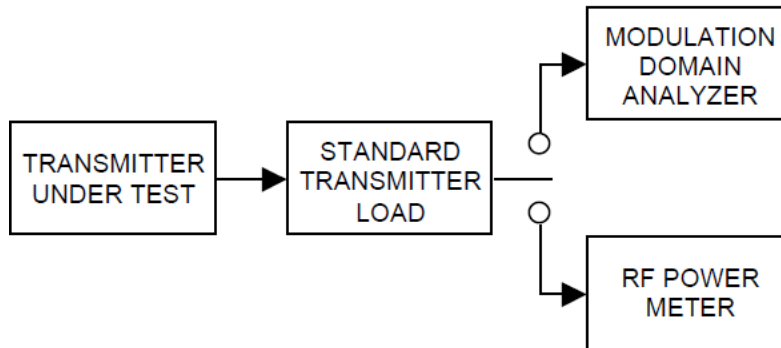 TRANSMITTER
UNDER TEST
STANDARD
TRANSMITTER
LOAD
MODULATION
DOMAIN
ANALYZER
RF POWER
METER